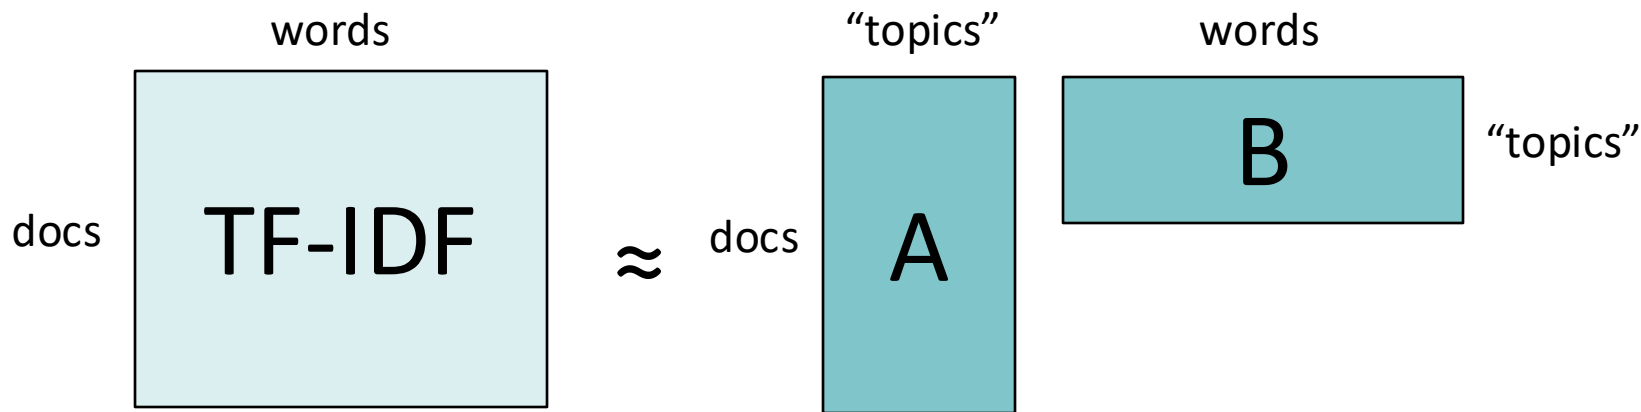 words
“topics”
words
docs
TF-IDF
≈
docs
A
B
“topics”